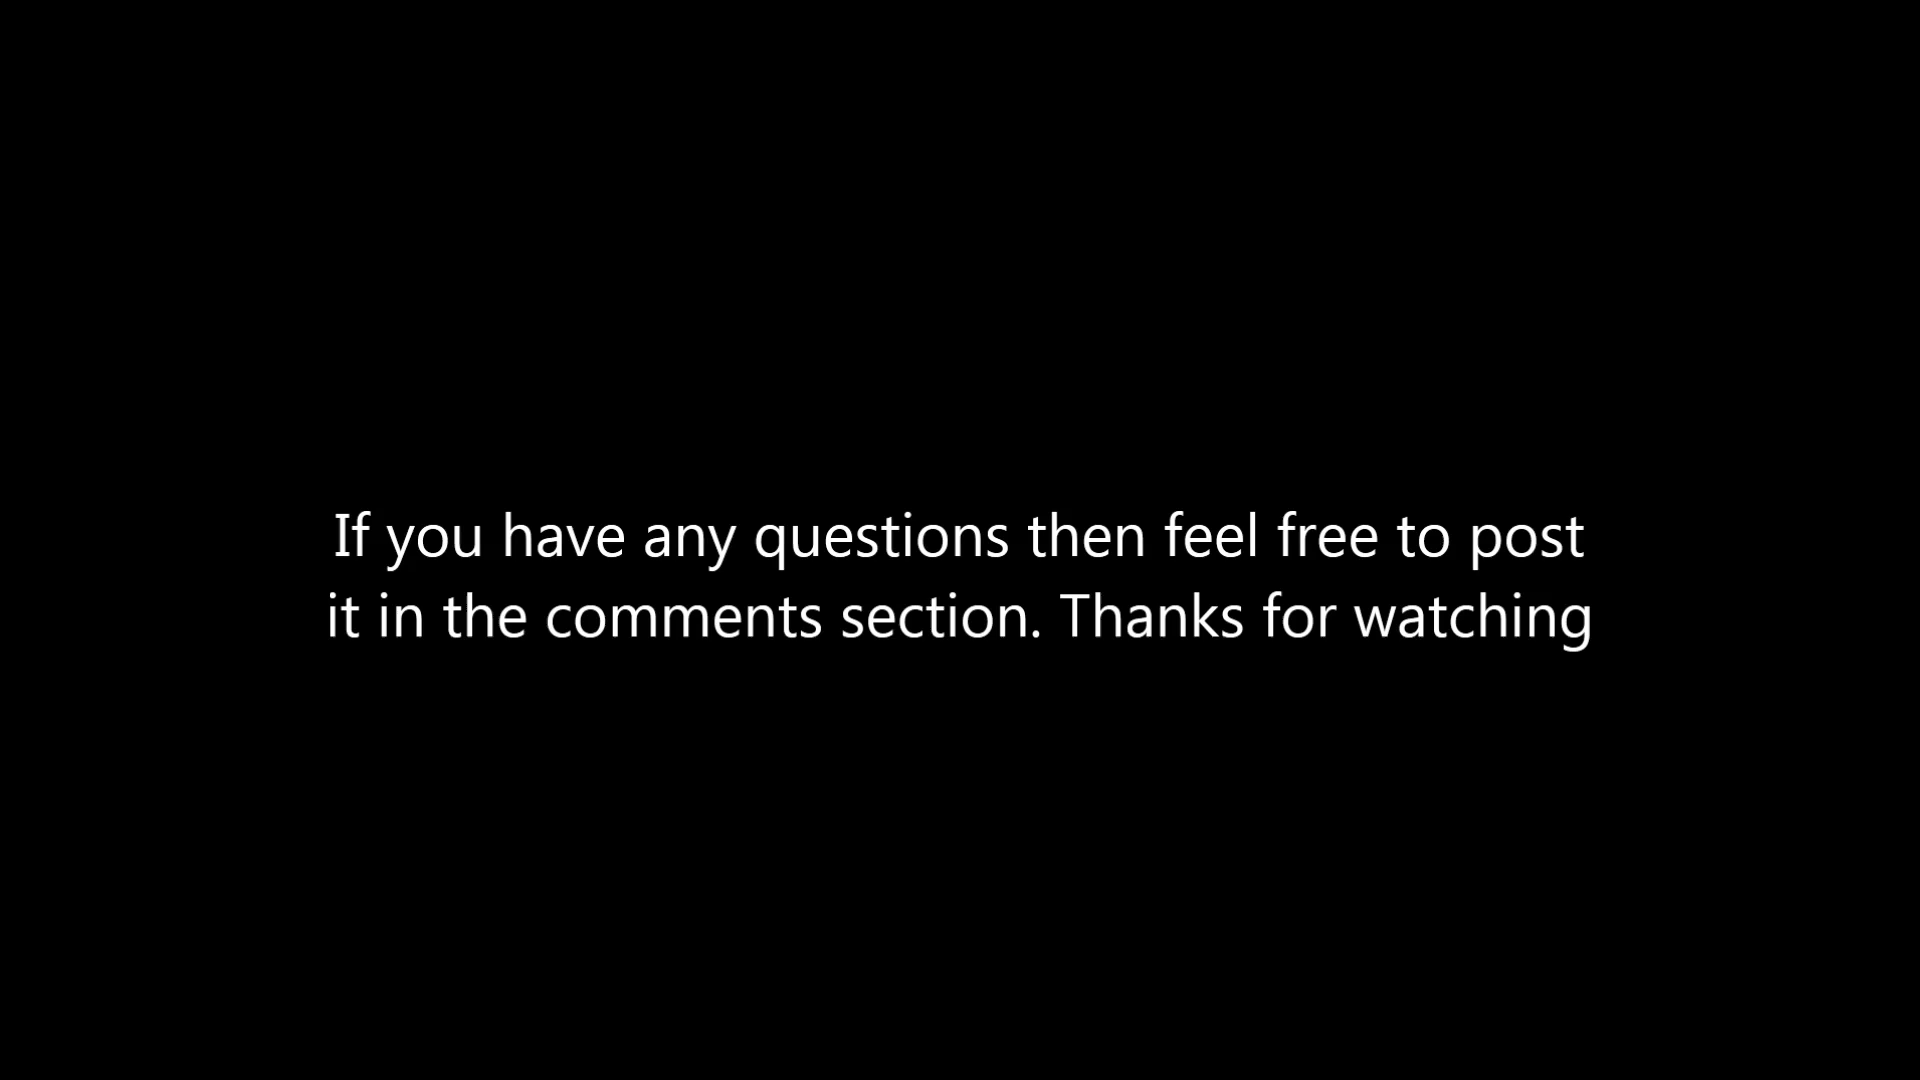 If you have any questions then feel free to post
it in the comments section. Thanks for watching